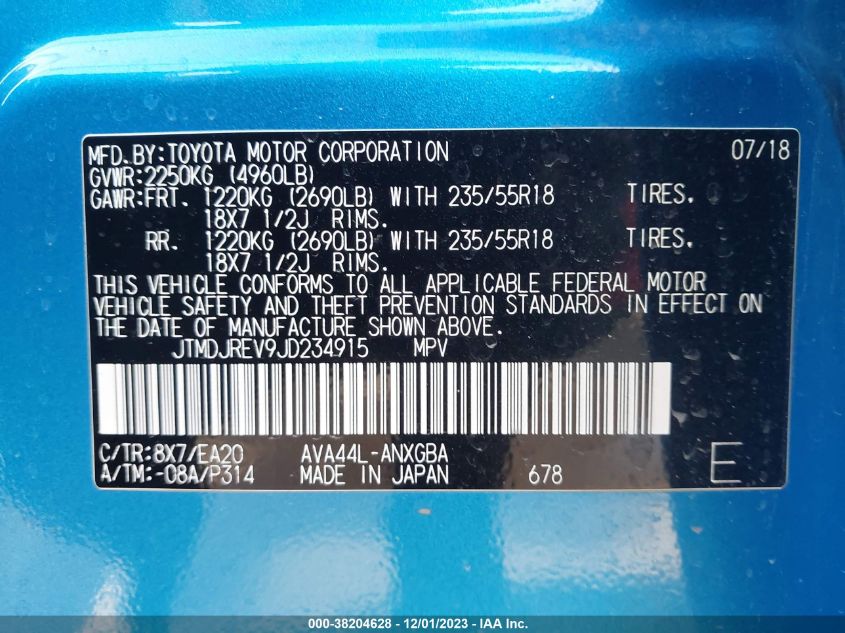 MFD.BY:TOYOTA MOTOR CORPORATION 07/18
GVWR:2250KG (4960LB)
GAWR:FRT. 1220KG (2690LB) WITH 235/55R18 TIRES.
18X7 1/2J RIMS.
RR. 1220KG (2690LB) WITH 235/55R18 TIRES.
18X7 1/2J RIMS.
THIS VEHICLE CONFORMS TO ALL APPLICABLE FEDERAL MOTOR
VEHICLE SAFETY AND THEFT PREVENTION STANDARDS IN EFFECT ON
THE DATE OF MANUFACTURE SHOWN ABOVE.
JTMDJREV9JD234915 MPV
C/TR:8X7/EA20 AVA44L-ANXGBA
A/TM:-08A/P314 MADE IN JAPAN 678 E
000-38204628 - 12/01/2023 - IAA Inc.